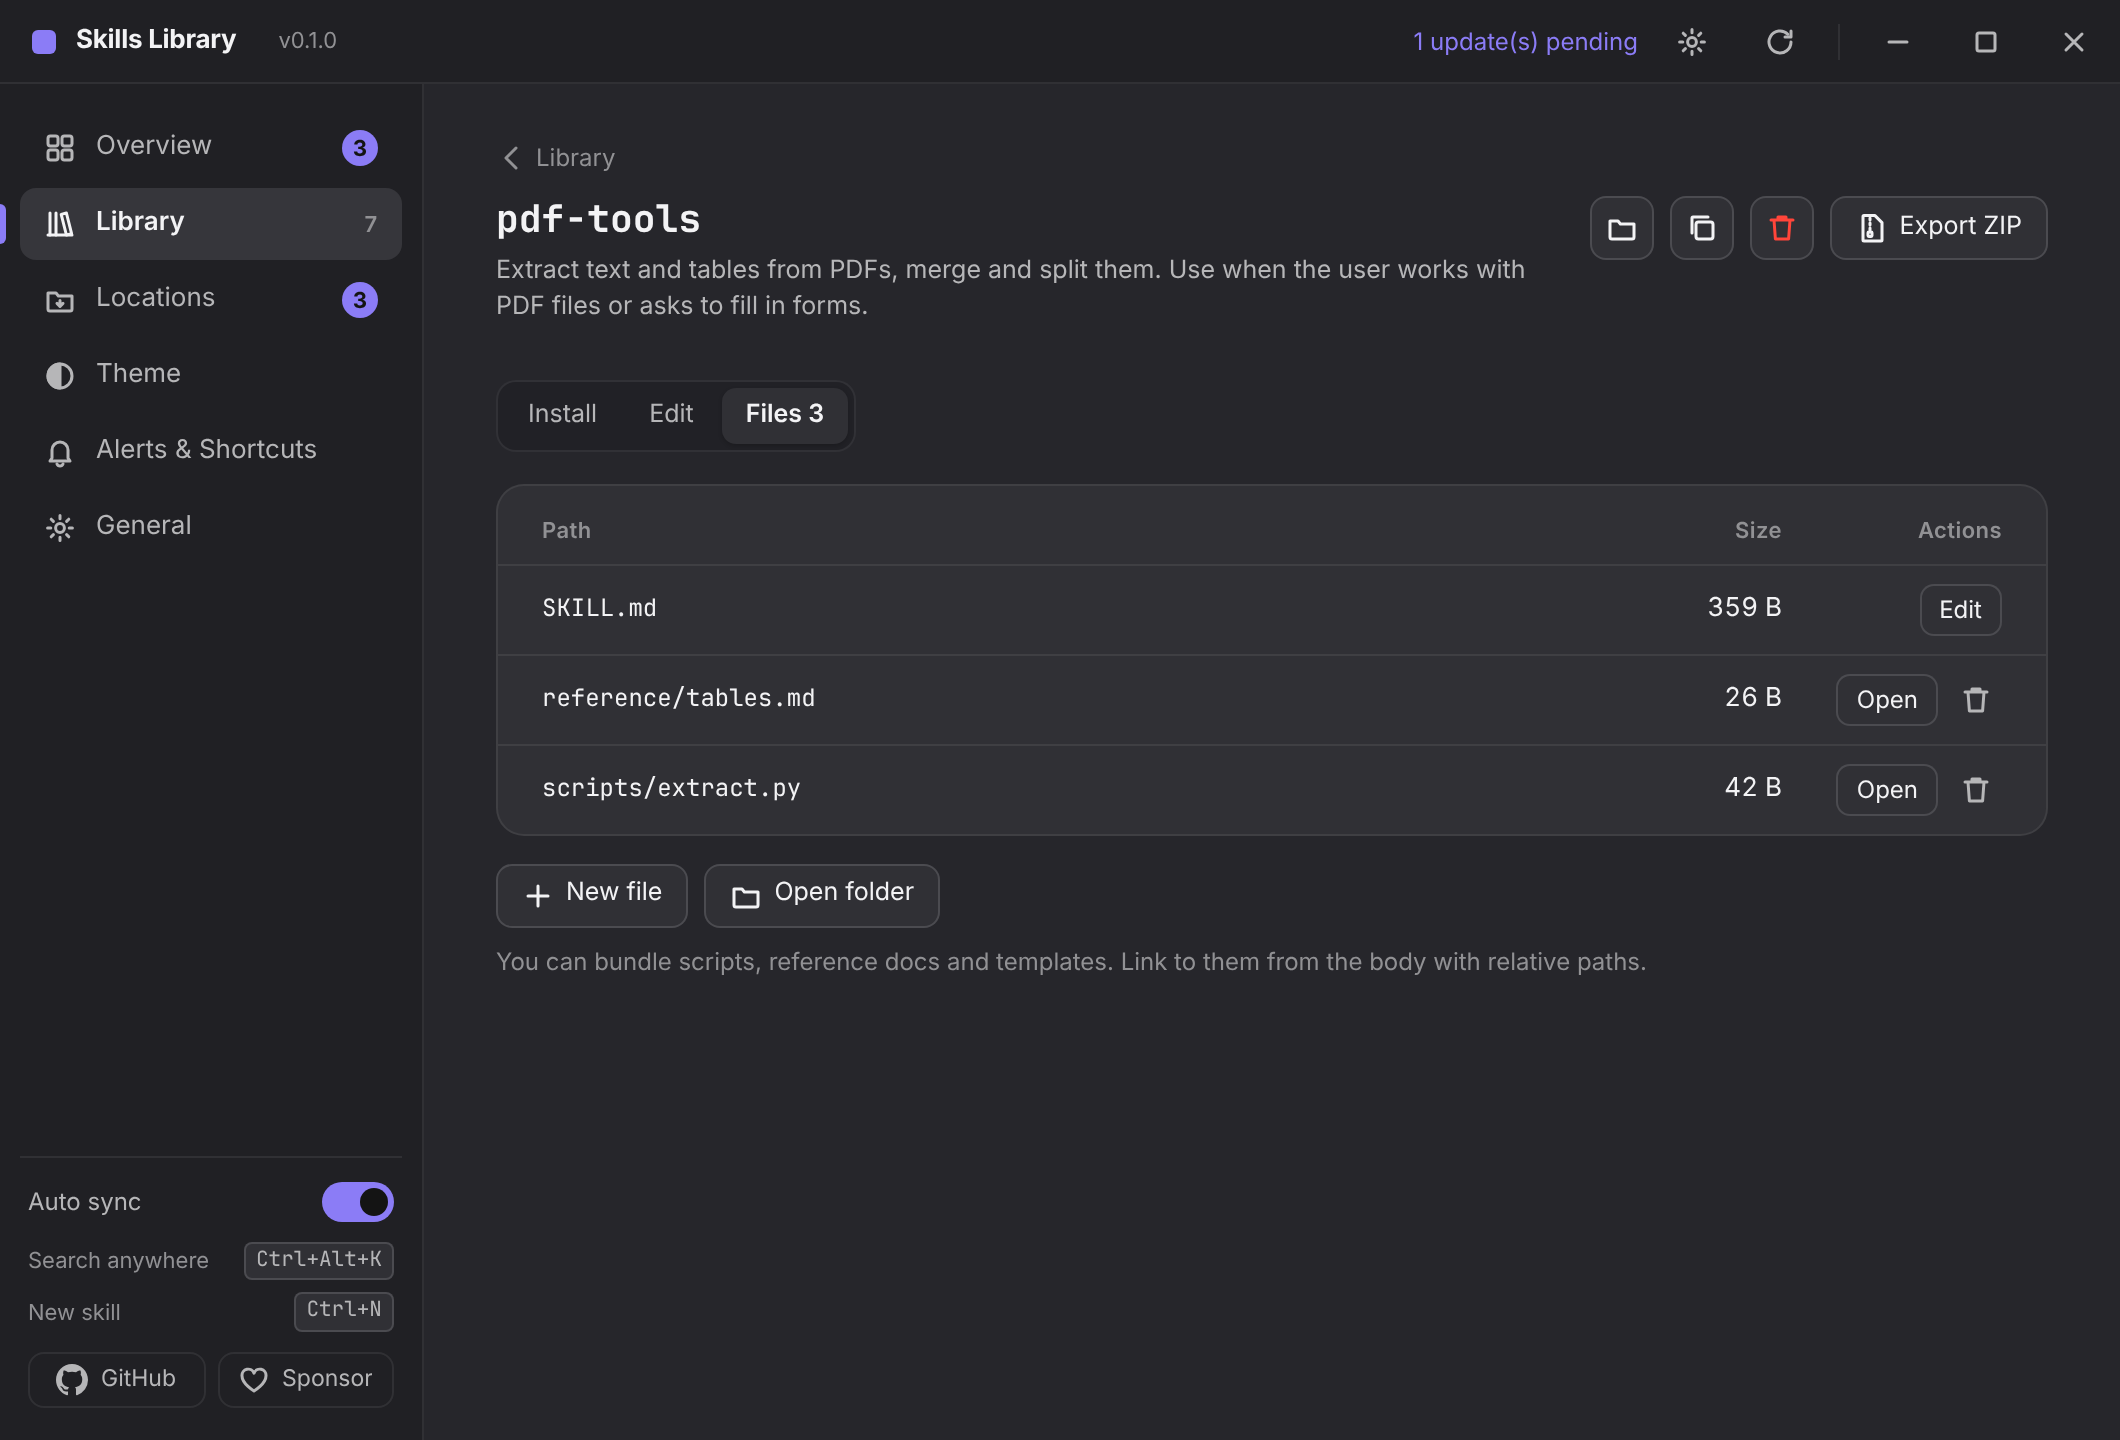 Skills Library v0.1.0
1 update(s) pending
Overview 3
Library 7
Locations 3
Theme
Alerts & Shortcuts
General
Auto sync
Search anywhere Ctrl+Alt+K
New skill Ctrl+N
GitHub Sponsor
Library
pdf-tools
Export ZIP
Extract text and tables from PDFs, merge and split them. Use when the user works with
PDF files or asks to fill in forms.
Install Edit Files 3
Path Size Actions
SKILL.md 359 B Edit
reference/tables.md 26 B Open
scripts/extract.py 42 B Open
New file Open folder
You can bundle scripts, reference docs and templates. Link to them from the body with relative paths.